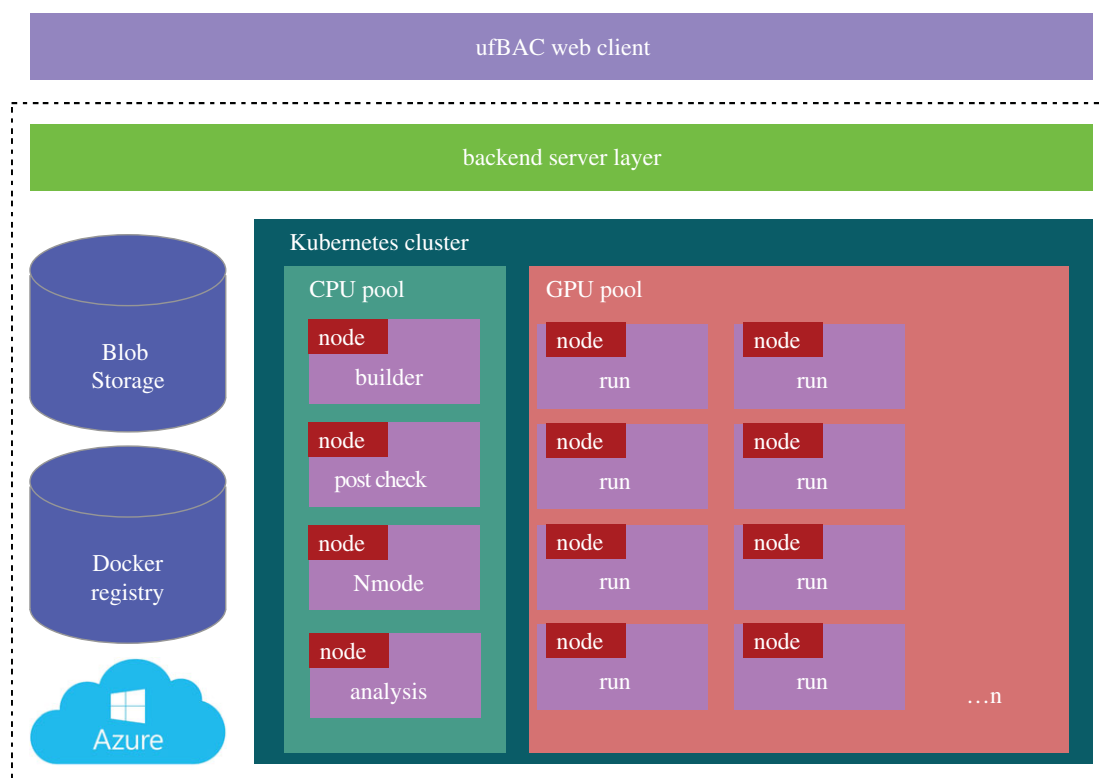 ufBAC web client
backend server layer
Blob
Storage
Docker
registry
Azure
Kubernetes cluster
CPU pool
node
builder
node
post check
node
Nmode
node
analysis
GPU pool
node
run
node
run
node
run
node
run
node
run
node
run
node
run
node
run
…n